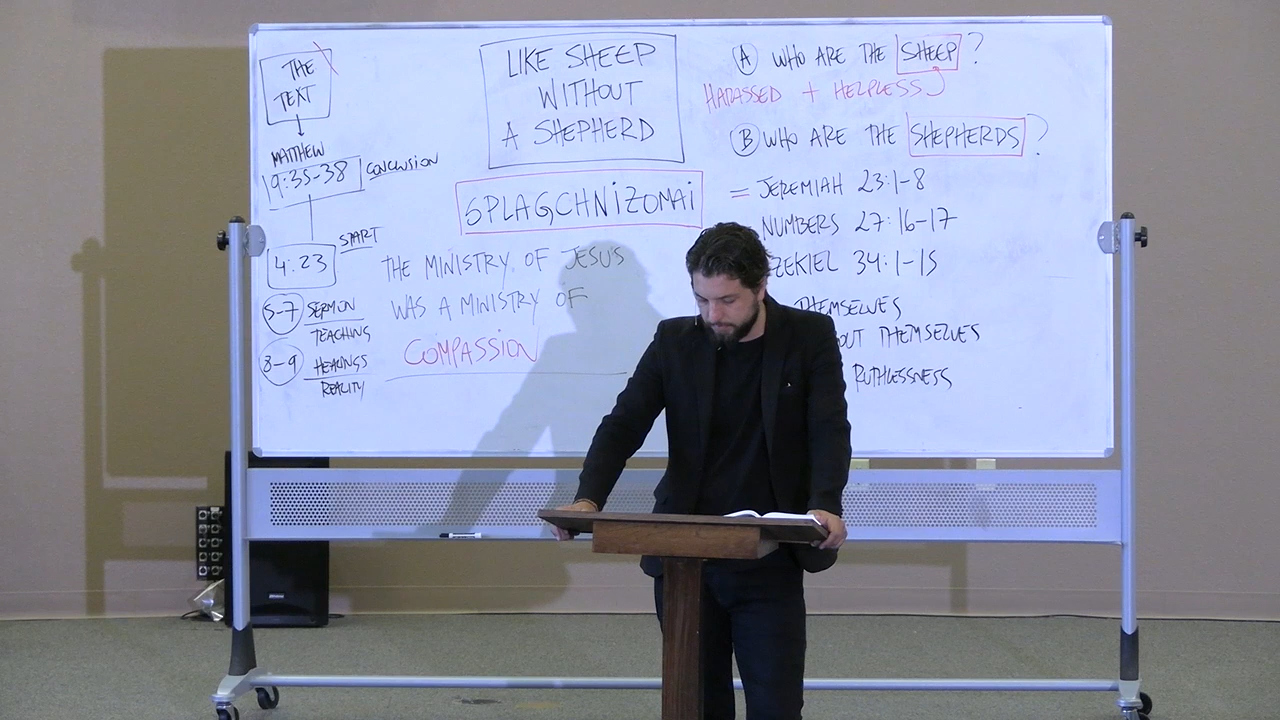 THE
TEXT
MATTHEW
9:35-38 CONCLUSION
4:23 START
5-7 SERMON
TEACHING
8-9 HEALINGS
REALITY
LIKE SHEEP
WITHOUT
A SHEPHERD
SPLAGCHNiZOMAi
THE MINISTRY OF JESUS
WAS A MINISTRY OF
COMPASSION
A WHO ARE THE SHEEP?
HARASSED + HELPLESS
B WHO ARE THE SHEPHERDS?
= JEREMIAH 23:1-8
NUMBERS 27:16-17
ZEKIEL 34:1-15
THEMSELVES
OUT THEMSELVES
RUTHLESSNESS